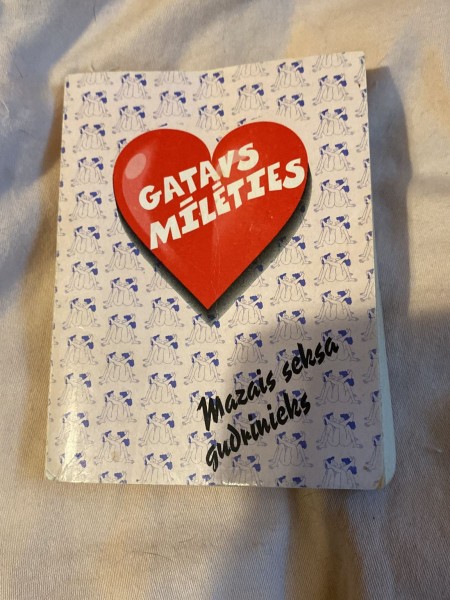 GATAVS
MĪLĒTIES
Mazais seksa
gudrinieks